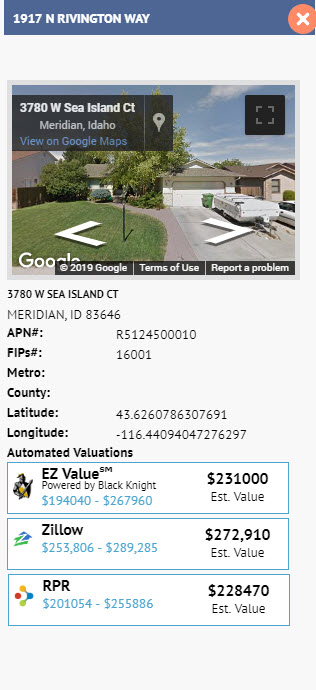 1917 N RIVINGTON WAY
3780 W Sea Island Ct
Meridian, Idaho
View on Google Maps
Google
© 2019 Google Terms of Use Report a problem
3780 W SEA ISLAND CT
MERIDIAN, ID 83646
APN#: R5124500010
FIPs#: 16001
Metro:
County:
Latitude: 43.6260786307691
Longitude: -116.44094047276297
Automated Valuations
EZ Value℠ $231000
Powered by Black Knight
$194040 - $267960 Est. Value
Zillow $272,910
$253,806 - $289,285 Est. Value
RPR $228470
$201054 - $255886 Est. Value